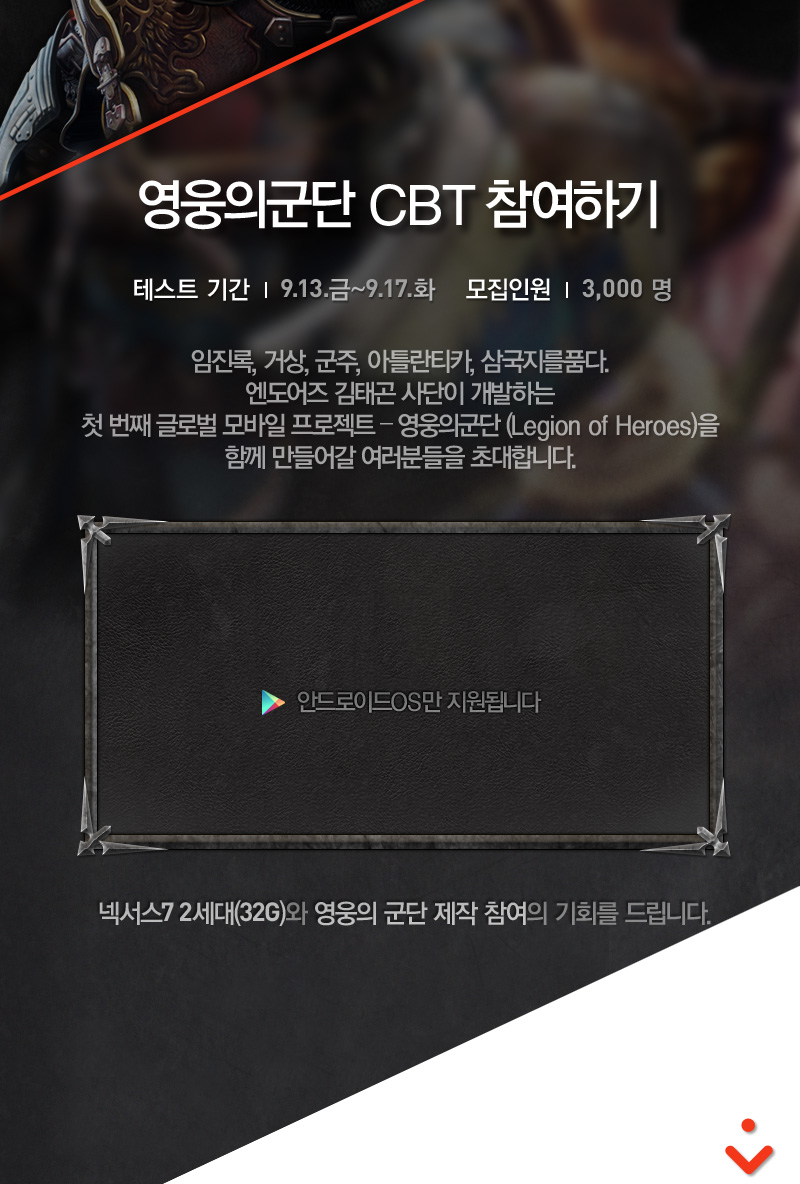 영웅의군단 CBT 참여하기
테스트 기간 | 9.13.금~9.17.화 모집인원 | 3,000 명
임진록, 거상, 군주, 아틀란티카, 삼국지를품다.
엔도어즈 김태곤 사단이 개발하는
첫 번째 글로벌 모바일 프로젝트 - 영웅의군단 (Legion of Heroes)을
함께 만들어갈 여러분들을 초대합니다.
안드로이드OS만 지원됩니다
넥서스7 2세대(32G)와 영웅의 군단 제작 참여의 기회를 드립니다.